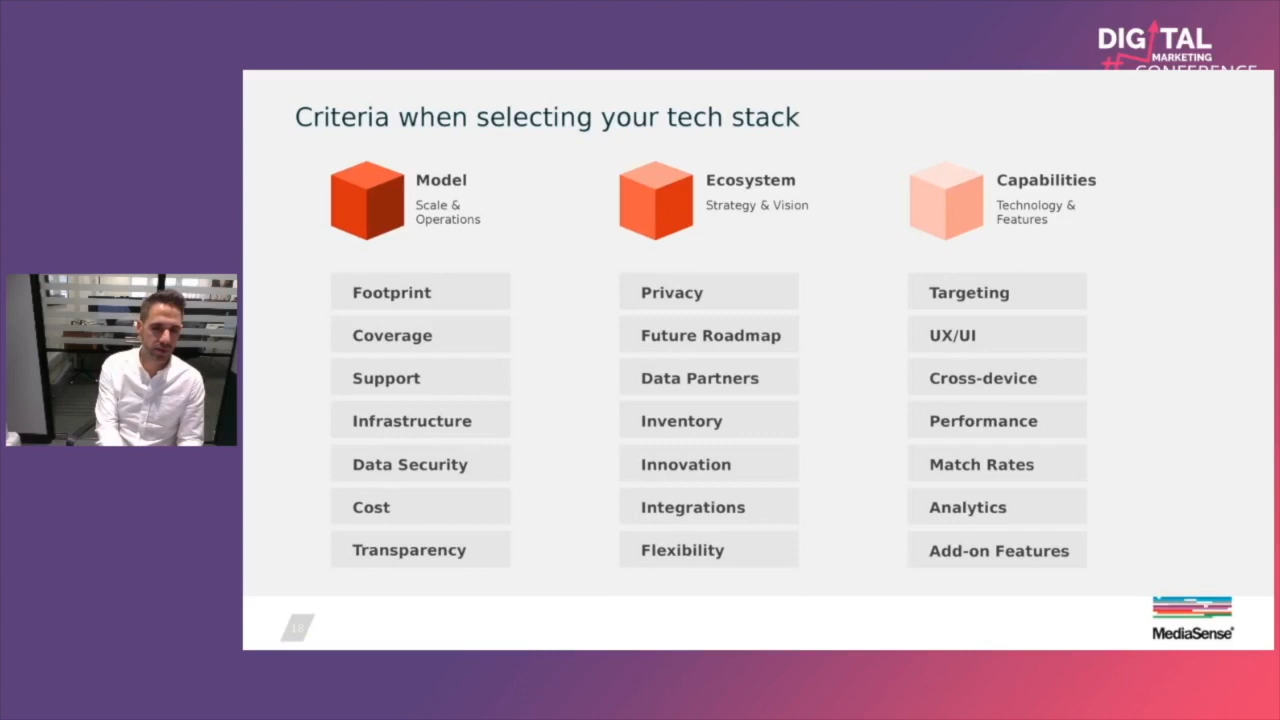 DIGITAL
MARKETING
#CONFERENCE
Criteria when selecting your tech stack
Model
Scale &
Operations
Ecosystem
Strategy & Vision
Capabilities
Technology &
Features
Footprint
Privacy
Targeting
Coverage
Future Roadmap
UX/UI
Support
Data Partners
Cross-device
Infrastructure
Inventory
Performance
Data Security
Innovation
Match Rates
Cost
Integrations
Analytics
Transparency
Flexibility
Add-on Features
18
MediaSense